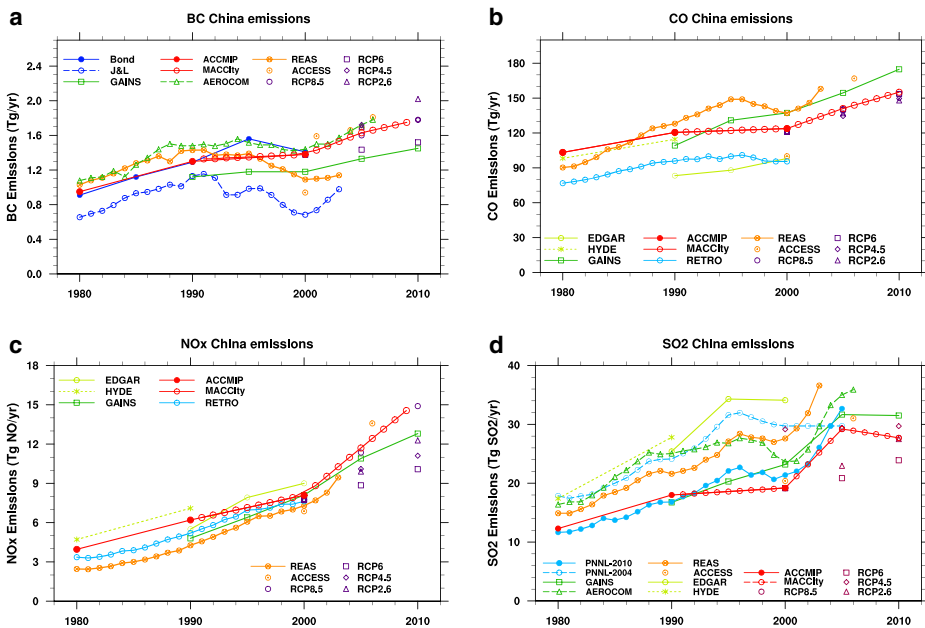 a BC China emissions
BC Emissions (Tg/yr)
2.8
2.4
2.0
1.6
1.2
0.8
0.4
0.0
Bond ACCMIP REAS RCP6
J&L MACCity ACCESS RCP4.5
GAINS AEROCOM RCP8.5 RCP2.6
1980 1990 2000 2010
b CO China emissions
CO Emissions (Tg/yr)
180
150
120
90
60
30
0
EDGAR ACCMIP REAS RCP6
HYDE MACCity ACCESS RCP4.5
GAINS RETRO RCP8.5 RCP2.6
1980 1990 2000 2010
c NOx China emissions
NOx Emissions (Tg NO/yr)
18
15
12
9
6
3
0
EDGAR ACCMIP
HYDE MACCity
GAINS RETRO
REAS RCP6
ACCESS RCP4.5
RCP8.5 RCP2.6
1980 1990 2000 2010
d SO2 China emissions
SO2 Emissions (Tg SO2/yr)
40
30
20
10
0
PNNL-2010 REAS
PNNL-2004 ACCESS ACCMIP RCP6
GAINS EDGAR MACCity RCP4.5
AEROCOM HYDE RCP8.5 RCP2.6
1980 1990 2000 2010